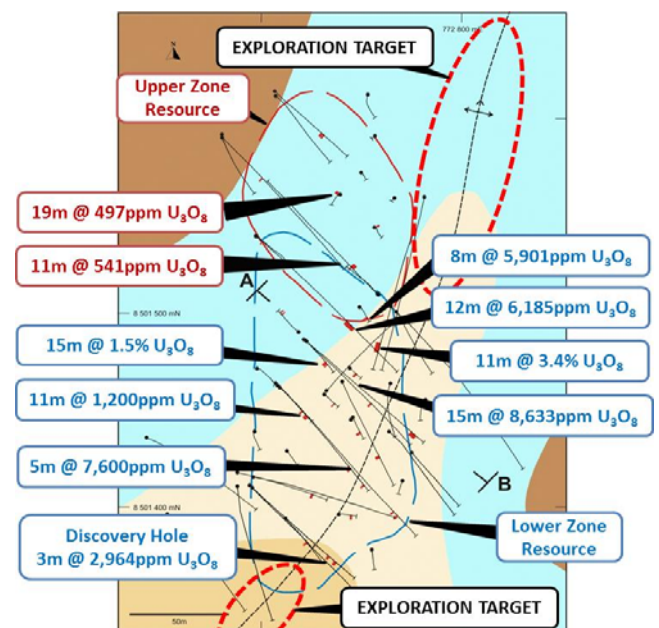 772 800 mE
EXPLORATION TARGET
Upper Zone
Resource
19m @ 497ppm U₃O₈
11m @ 541ppm U₃O₈
8m @ 5,901ppm U₃O₈
A
8 501 500 mN
12m @ 6,185ppm U₃O₈
15m @ 1.5% U₃O₈
11m @ 3.4% U₃O₈
11m @ 1,200ppm U₃O₈
15m @ 8,633ppm U₃O₈
5m @ 7,600ppm U₃O₈
B
8 501 400 mN
Discovery Hole
3m @ 2,964ppm U₃O₈
Lower Zone
Resource
EXPLORATION TARGET
50m